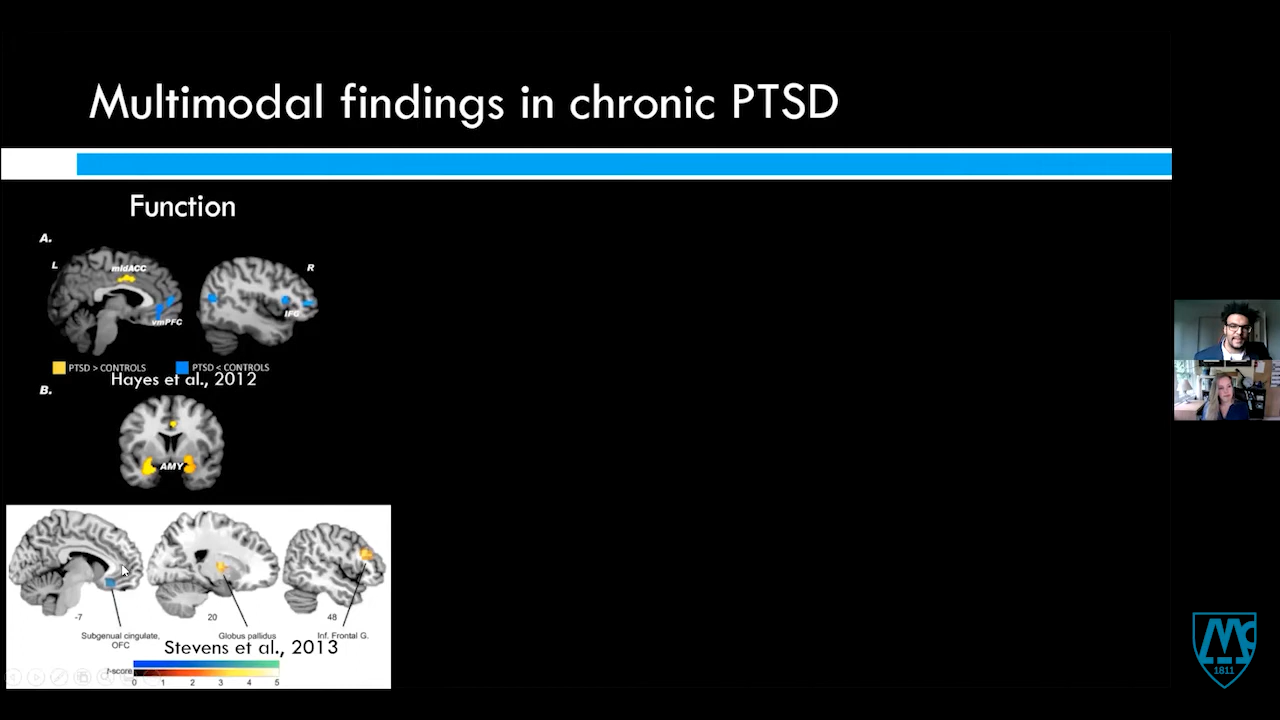 Multimodal findings in chronic PTSD
Function
A.
L
midACC
vmPFC
R
IFG
PTSD > CONTROLS
PTSD < CONTROLS
Hayes et al., 2012
B.
AMY
-7
20
48
Subgenual cingulate,
OFC
Globus pallidus
Inf. Frontal G.
Stevens et al., 2013
t-score
0 1 2 3 4 5
1811